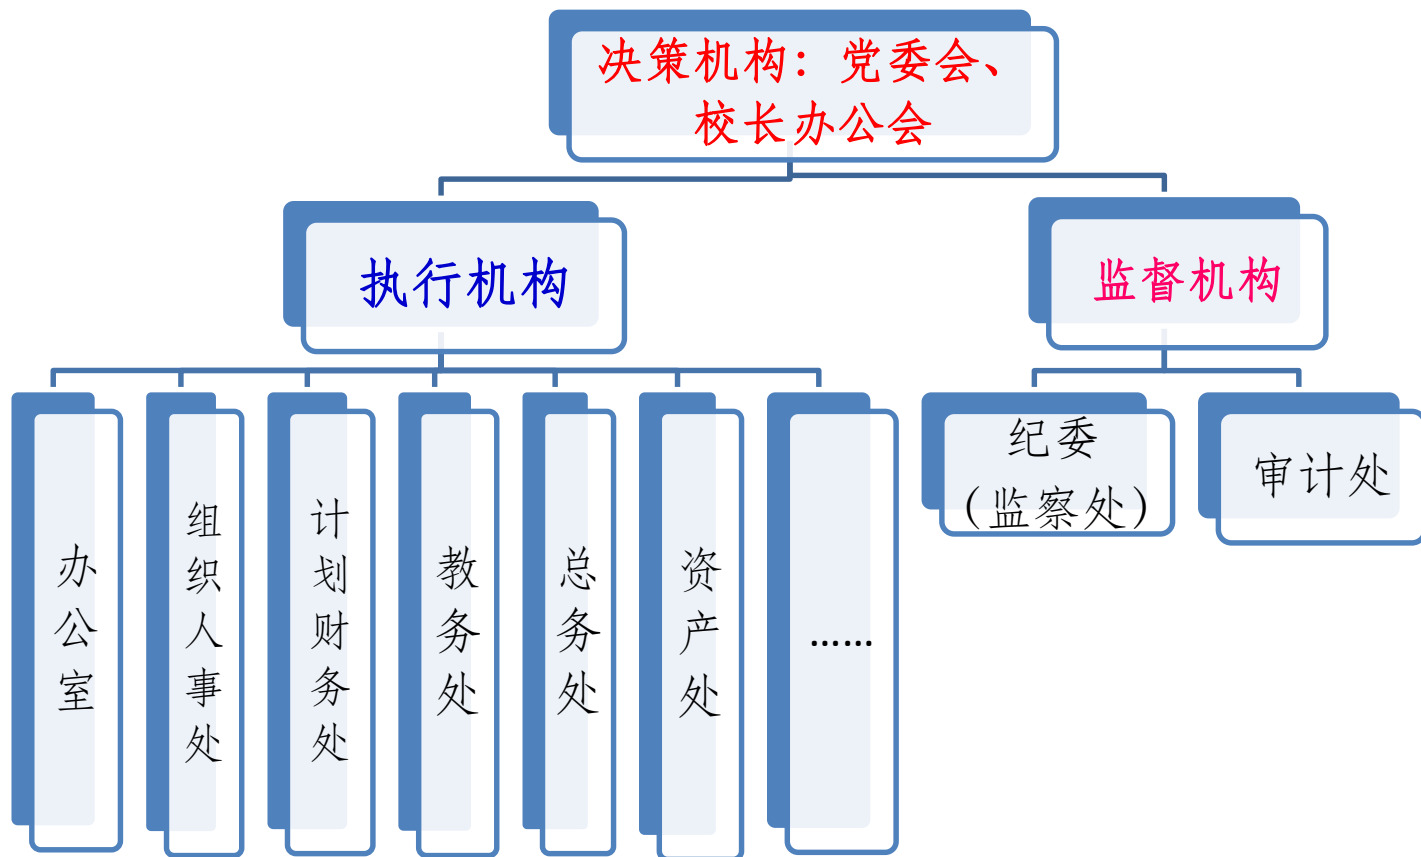 决策机构：党委会、
校长办公会
执行机构
监督机构
办公室
组织人事处
计划财务处
教务处
总务处
资产处
……
纪委
（监察处）
审计处